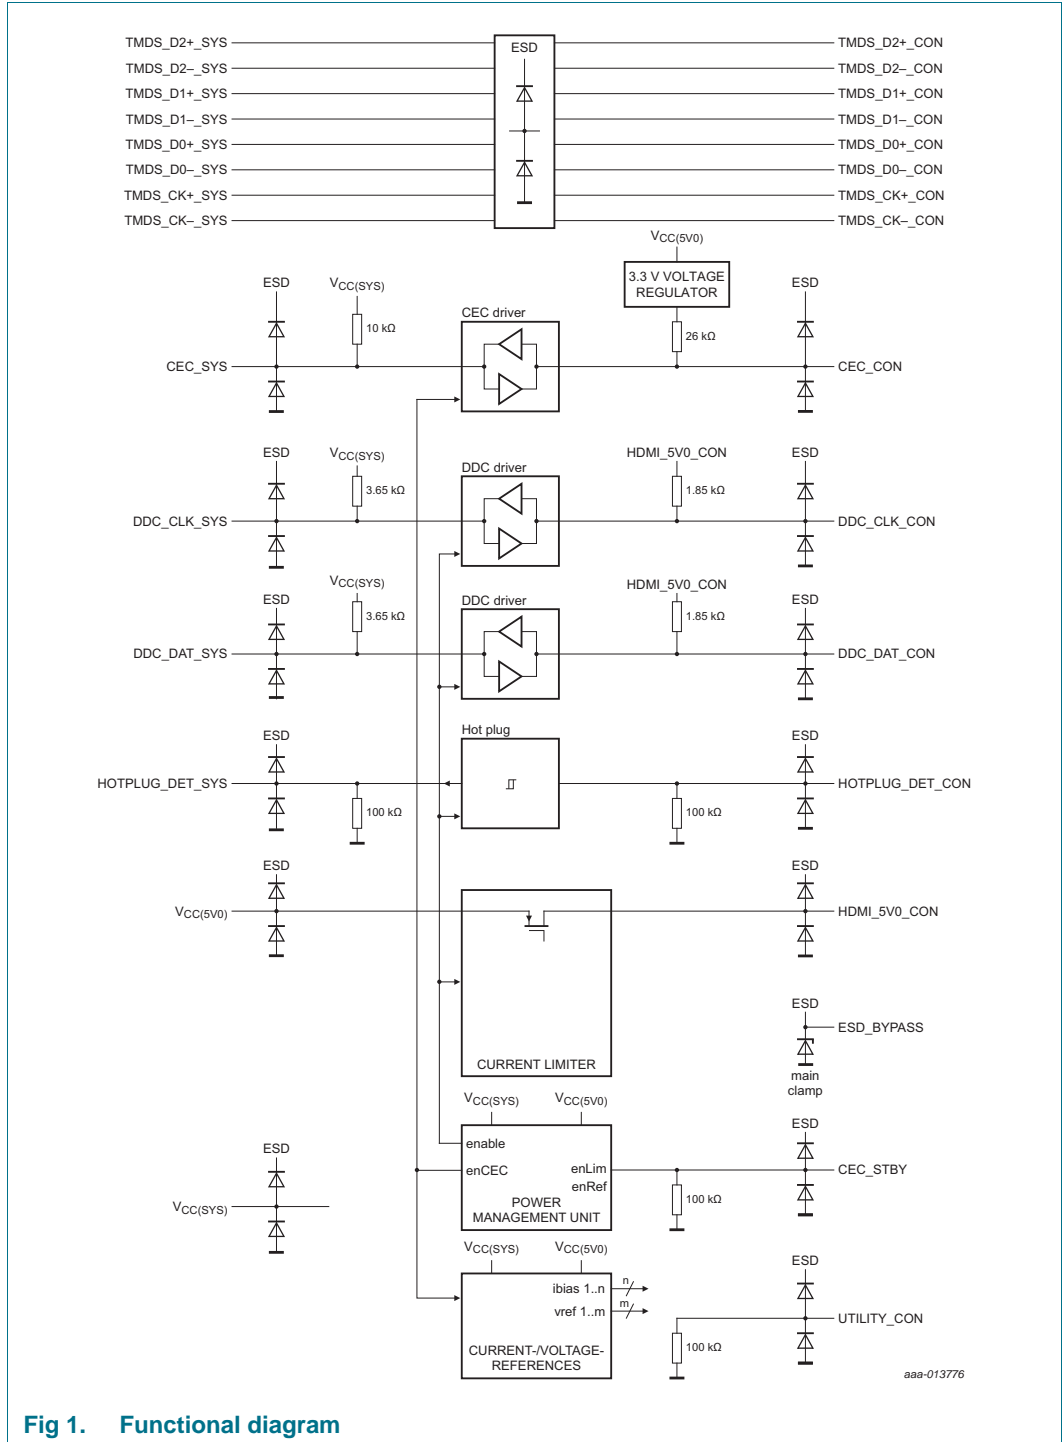 TMDS_D2+_SYS ESD TMDS_D2+_CON
TMDS_D2–_SYS TMDS_D2–_CON
TMDS_D1+_SYS TMDS_D1+_CON
TMDS_D1–_SYS TMDS_D1–_CON
TMDS_D0+_SYS TMDS_D0+_CON
TMDS_D0–_SYS TMDS_D0–_CON
TMDS_CK+_SYS TMDS_CK+_CON
TMDS_CK–_SYS TMDS_CK–_CON
VCC(5V0)
ESD VCC(SYS) 3.3 V VOLTAGE REGULATOR ESD
CEC driver
10 kΩ 26 kΩ
CEC_SYS CEC_CON
ESD VCC(SYS) HDMI_5V0_CON ESD
DDC driver
3.65 kΩ 1.85 kΩ
DDC_CLK_SYS DDC_CLK_CON
VCC(SYS) HDMI_5V0_CON
ESD DDC driver ESD
3.65 kΩ 1.85 kΩ
DDC_DAT_SYS DDC_DAT_CON
ESD Hot plug ESD
HOTPLUG_DET_SYS HOTPLUG_DET_CON
100 kΩ 100 kΩ
ESD ESD
VCC(5V0) HDMI_5V0_CON
ESD
ESD_BYPASS
CURRENT LIMITER
main
clamp
VCC(SYS) VCC(5V0)
ESD
enable
ESD
enCEC enLim CEC_STBY
enRef
100 kΩ
POWER
MANAGEMENT UNIT
VCC(SYS)
VCC(SYS) VCC(5V0)
ESD
ibias 1..n n
vref 1..m m
UTILITY_CON
100 kΩ
CURRENT-/VOLTAGE-
REFERENCES
aaa-013776
Fig 1. Functional diagram